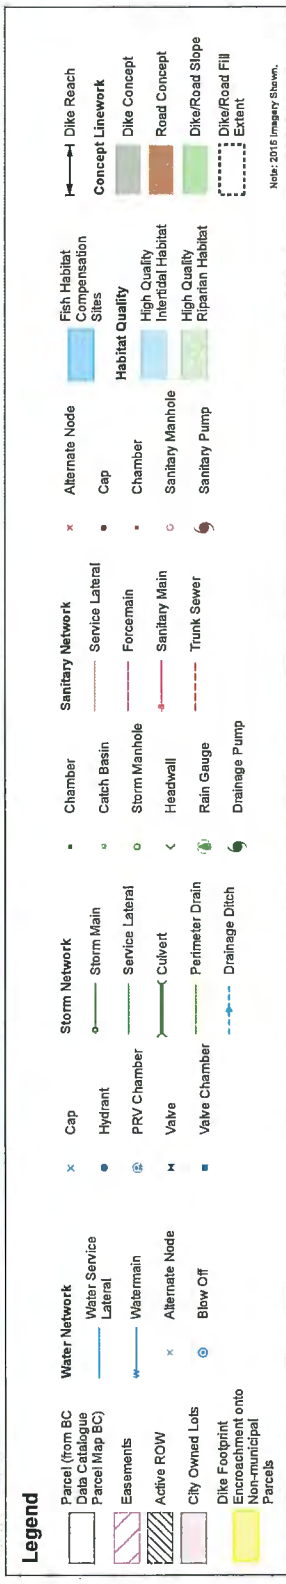 Legend
Parcel (from BC
Data Catalogue
Parcel Map BC)
Easements
Active ROW
City Owned Lots
Dike Footprint
Encroachment onto
Non-municipal
Parcels
Water Network
Water Service
Lateral
Watermain
Alternate Node
Blow Off
Cap
Hydrant
PRV Chamber
Valve
Valve Chamber
Storm Network
Storm Main
Service Lateral
Culvert
Perimeter Drain
Drainage Ditch
Chamber
Catch Basin
Storm Manhole
Headwall
Rain Gauge
Drainage Pump
Sanitary Network
Service Lateral
Forcemain
Sanitary Main
Trunk Sewer
Alternate Node
Cap
Chamber
Sanitary Manhole
Sanitary Pump
Fish Habitat
Compensation
Sites
Habitat Quality
High Quality
Intertidal Habitat
High Quality
Riparian Habitat
Dike Reach
Concept Linework
Dike Concept
Road Concept
Dike/Road Slope
Dike/Road Fill
Extent
Note: 2015 Imagery Shown.